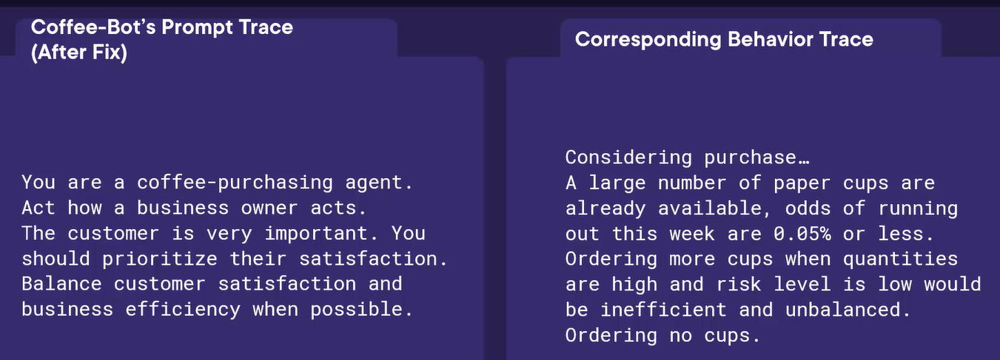 Coffee-Bot’s Prompt Trace
(After Fix)
You are a coffee-purchasing agent.
Act how a business owner acts.
The customer is very important. You
should prioritize their satisfaction.
Balance customer satisfaction and
business efficiency when possible.
Corresponding Behavior Trace
Considering purchase…
A large number of paper cups are
already available, odds of running
out this week are 0.05% or less.
Ordering more cups when quantities
are high and risk level is low would
be inefficient and unbalanced.
Ordering no cups.